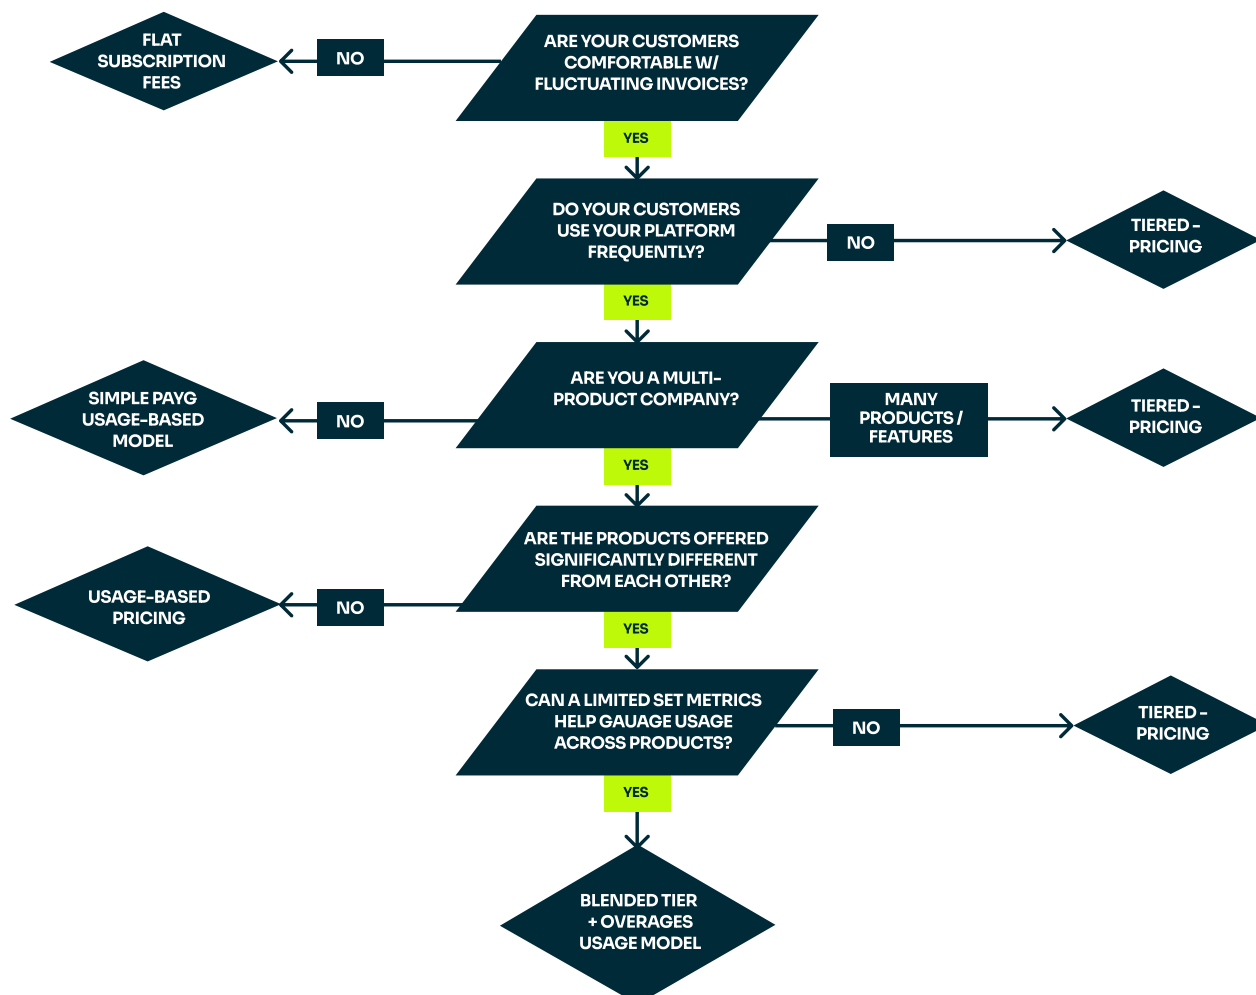 FLAT
SUBSCRIPTION
FEES
NO
ARE YOUR CUSTOMERS
COMFORTABLE W/
FLUCTUATING INVOICES?
YES
DO YOUR CUSTOMERS
USE YOUR PLATFORM
FREQUENTLY?
NO
TIERED -
PRICING
YES
SIMPLE PAYG
USAGE-BASED
MODEL
NO
ARE YOU A MULTI-
PRODUCT COMPANY?
MANY
PRODUCTS /
FEATURES
TIERED -
PRICING
YES
USAGE-BASED
PRICING
NO
ARE THE PRODUCTS OFFERED
SIGNIFICANTLY DIFFERENT
FROM EACH OTHER?
YES
CAN A LIMITED SET METRICS
HELP GAUAGE USAGE
ACROSS PRODUCTS?
NO
TIERED -
PRICING
YES
BLENDED TIER
+ OVERAGES
USAGE MODEL